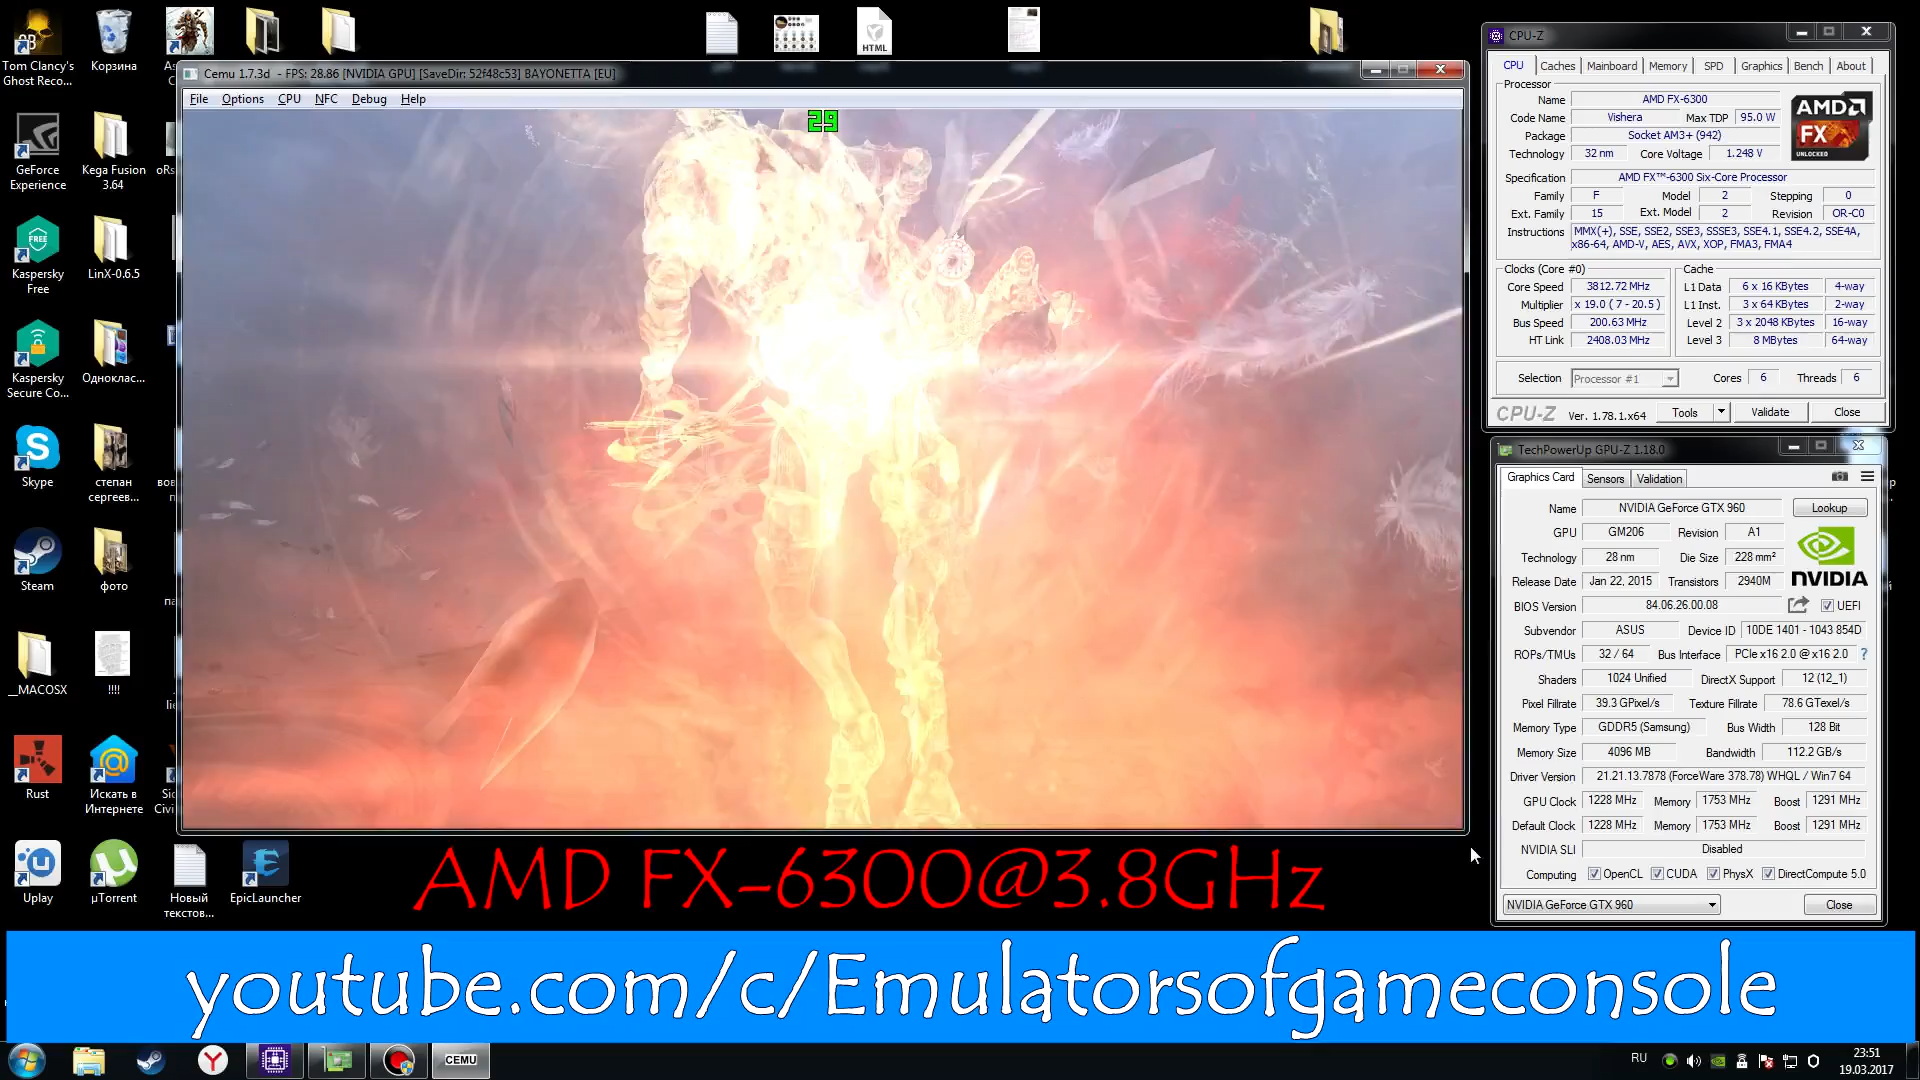 Tom Clancy's
Ghost Reco...
Корзина
HTML
GeForce
Experience
Kega Fusion
3.64
Kaspersky
Free
LinX-0.6.5
Kaspersky
Secure Co...
Одноклас...
Skype
степан
сергеев...
Steam
фото
__MACOSX
!!!!
Rust
Искать в
Интернете
Uplay
µTorrent
Новый
текстов...
EpicLauncher
Cemu 1.7.3d - FPS: 28.86 [NVIDIA GPU] [SaveDir: 52f48c53] BAYONETTA [EU]
File Options CPU NFC Debug Help
29
CPU-Z
CPU Caches Mainboard Memory SPD Graphics Bench About
Processor
Name AMD FX-6300
Code Name Vishera Max TDP 95.0 W
Package Socket AM3+ (942)
Technology 32 nm Core Voltage 1.248 V
AMD FX UNLOCKED
Specification AMD FX™-6300 Six-Core Processor
Family F Model 2 Stepping 0
Ext. Family 15 Ext. Model 2 Revision OR-C0
Instructions MMX(+), SSE, SSE2, SSE3, SSSE3, SSE4.1, SSE4.2, SSE4A,
x86-64, AMD-V, AES, AVX, XOP, FMA3, FMA4
Clocks (Core #0) Cache
Core Speed 3812.72 MHz L1 Data 6 x 16 KBytes 4-way
Multiplier x 19.0 ( 7 - 20.5 ) L1 Inst. 3 x 64 KBytes 2-way
Bus Speed 200.63 MHz Level 2 3 x 2048 KBytes 16-way
HT Link 2408.03 MHz Level 3 8 MBytes 64-way
Selection Processor #1 Cores 6 Threads 6
CPU-Z Ver. 1.78.1.x64 Tools Validate Close
TechPowerUp GPU-Z 1.18.0
Graphics Card Sensors Validation
Name NVIDIA GeForce GTX 960 Lookup
GPU GM206 Revision A1
Technology 28 nm Die Size 228 mm²
Release Date Jan 22, 2015 Transistors 2940M
NVIDIA
BIOS Version 84.06.26.00.08 UEFI
Subvendor ASUS Device ID 10DE 1401 - 1043 854D
ROPs/TMUs 32 / 64 Bus Interface PCIe x16 2.0 @ x16 2.0 ?
Shaders 1024 Unified DirectX Support 12 (12_1)
Pixel Fillrate 39.3 GPixel/s Texture Fillrate 78.6 GTexel/s
Memory Type GDDR5 (Samsung) Bus Width 128 Bit
Memory Size 4096 MB Bandwidth 112.2 GB/s
Driver Version 21.21.13.7878 (ForceWare 378.78) WHQL / Win7 64
GPU Clock 1228 MHz Memory 1753 MHz Boost 1291 MHz
Default Clock 1228 MHz Memory 1753 MHz Boost 1291 MHz
NVIDIA SLI Disabled
Computing OpenCL CUDA PhysX DirectCompute 5.0
NVIDIA GeForce GTX 960 Close
AMD FX-6300@3.8GHz
youtube.com/c/Emulatorsofgameconsole
CEMU
RU
23:51
19.03.2017